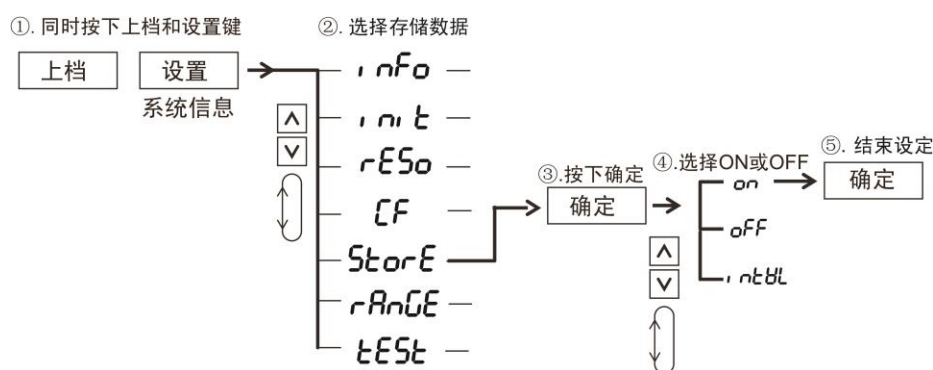 ①. 同时按下上档和设置键
②. 选择存储数据
上档
设置
系统信息
inFo
init
rESo
CF
StorE
rAnGE
tESt
③.按下确定
确定
④.选择ON或OFF
on
oFF
intVL
⑤. 结束设定
确定